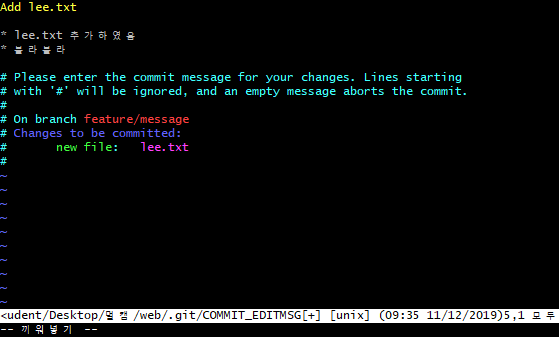 Add lee.txt
* lee.txt 추가하였음
* 블라블라
# Please enter the commit message for your changes. Lines starting
# with '#' will be ignored, and an empty message aborts the commit.
#
# On branch feature/message
# Changes to be committed:
#       new file:   lee.txt
#
~
~
~
~
~
~
~
~
~
~
<udent/Desktop/멀캠/web/.git/COMMIT_EDITMSG[+] [unix] (09:35 11/12/2019)5,1 모두
-- 끼워넣기 --